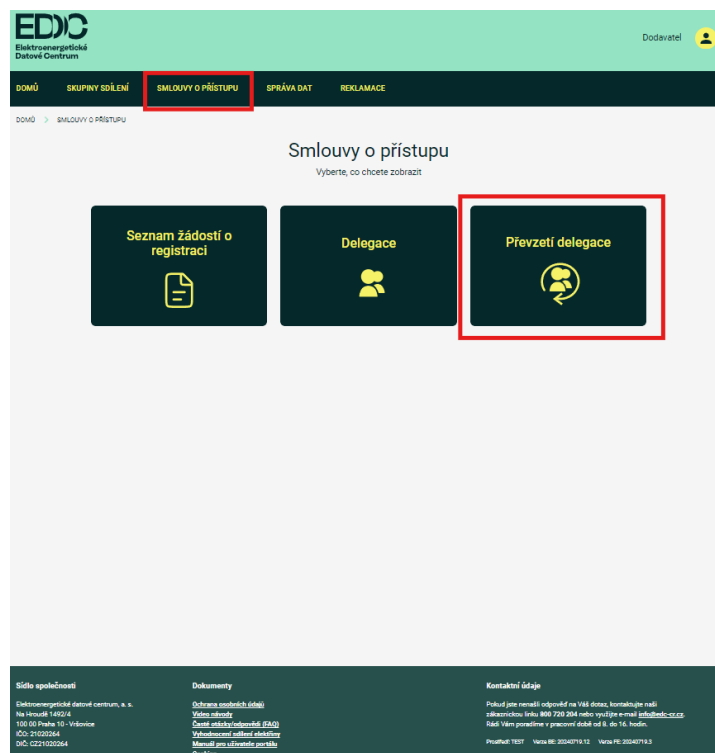 EDC
Elektroenergetické
Datové Centrum
Dodavatel
DOMŮ SKUPINY SDÍLENÍ SMLOUVY O PŘÍSTUPU SPRÁVA DAT REKLAMACE
DOMŮ > SMLOUVY O PŘÍSTUPU
Smlouvy o přístupu
Vyberte, co chcete zobrazit
Seznam žádostí o
registraci
Delegace
Převzetí delegace
Sídlo společnosti
Elektroenergetické datové centrum, a. s.
Na Hroudě 1492/4
100 00 Praha 10 - Vršovice
IČO: 21020264
DIČ: CZ21020264
Dokumenty
Ochrana osobních údajů
Video návody
Časté otázky/odpovědi (FAQ)
Vyhodnocení sdílení elektřiny
Manuál pro uživatele portálu
Kontaktní údaje
Pokud jste nenašli odpověď na Váš dotaz, kontaktujte naši
zákaznickou linku 800 720 204 nebo využijte e-mail info@edc-cr.cz.
Rádi Vám poradíme v pracovní době od 8. do 16. hodin.
Prostředí: TEST Verze BE: 20240719.12 Verze FE: 20240719.3